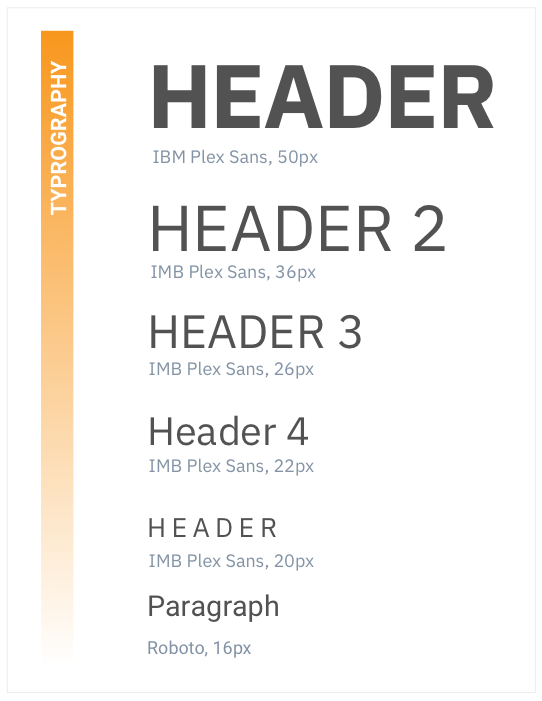 TYPROGRAPHY
HEADER
IBM Plex Sans, 50px
HEADER 2
IMB Plex Sans, 36px
HEADER 3
IMB Plex Sans, 26px
Header 4
IMB Plex Sans, 22px
HEADER
IMB Plex Sans, 20px
Paragraph
Roboto, 16px